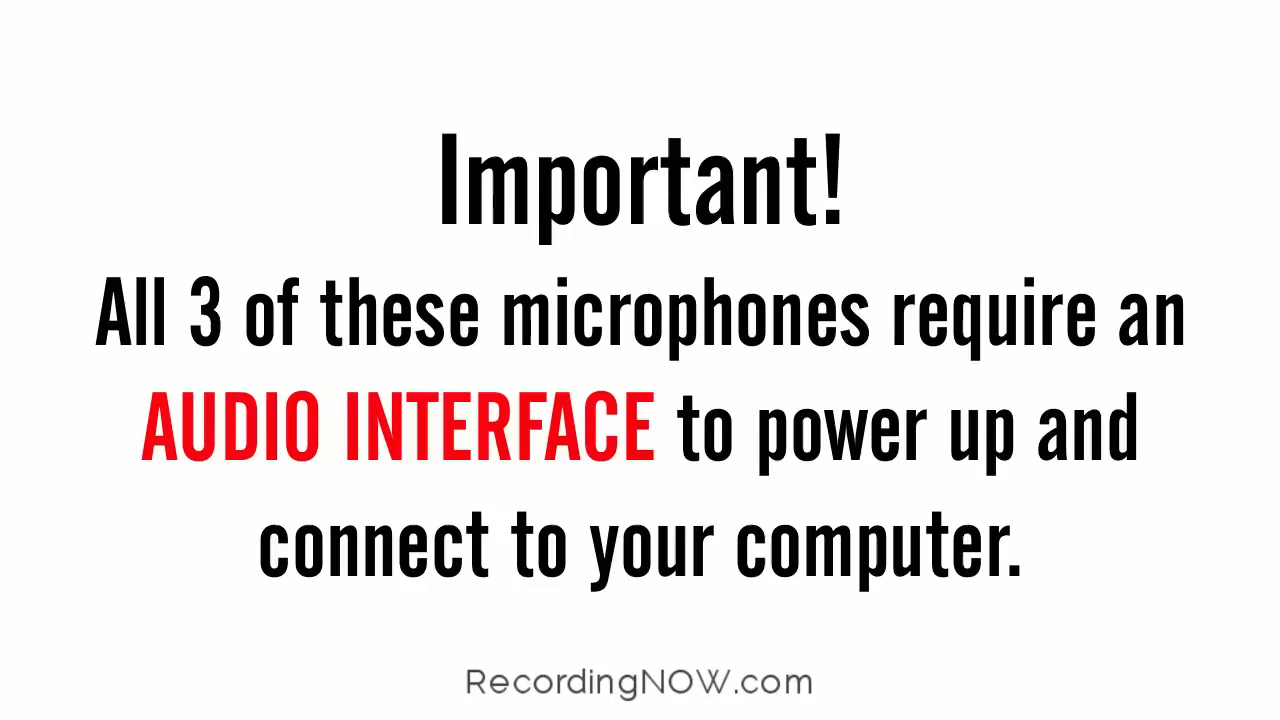 Important!
All 3 of these microphones require an
AUDIO INTERFACE to power up and
connect to your computer.
RecordingNOW.com